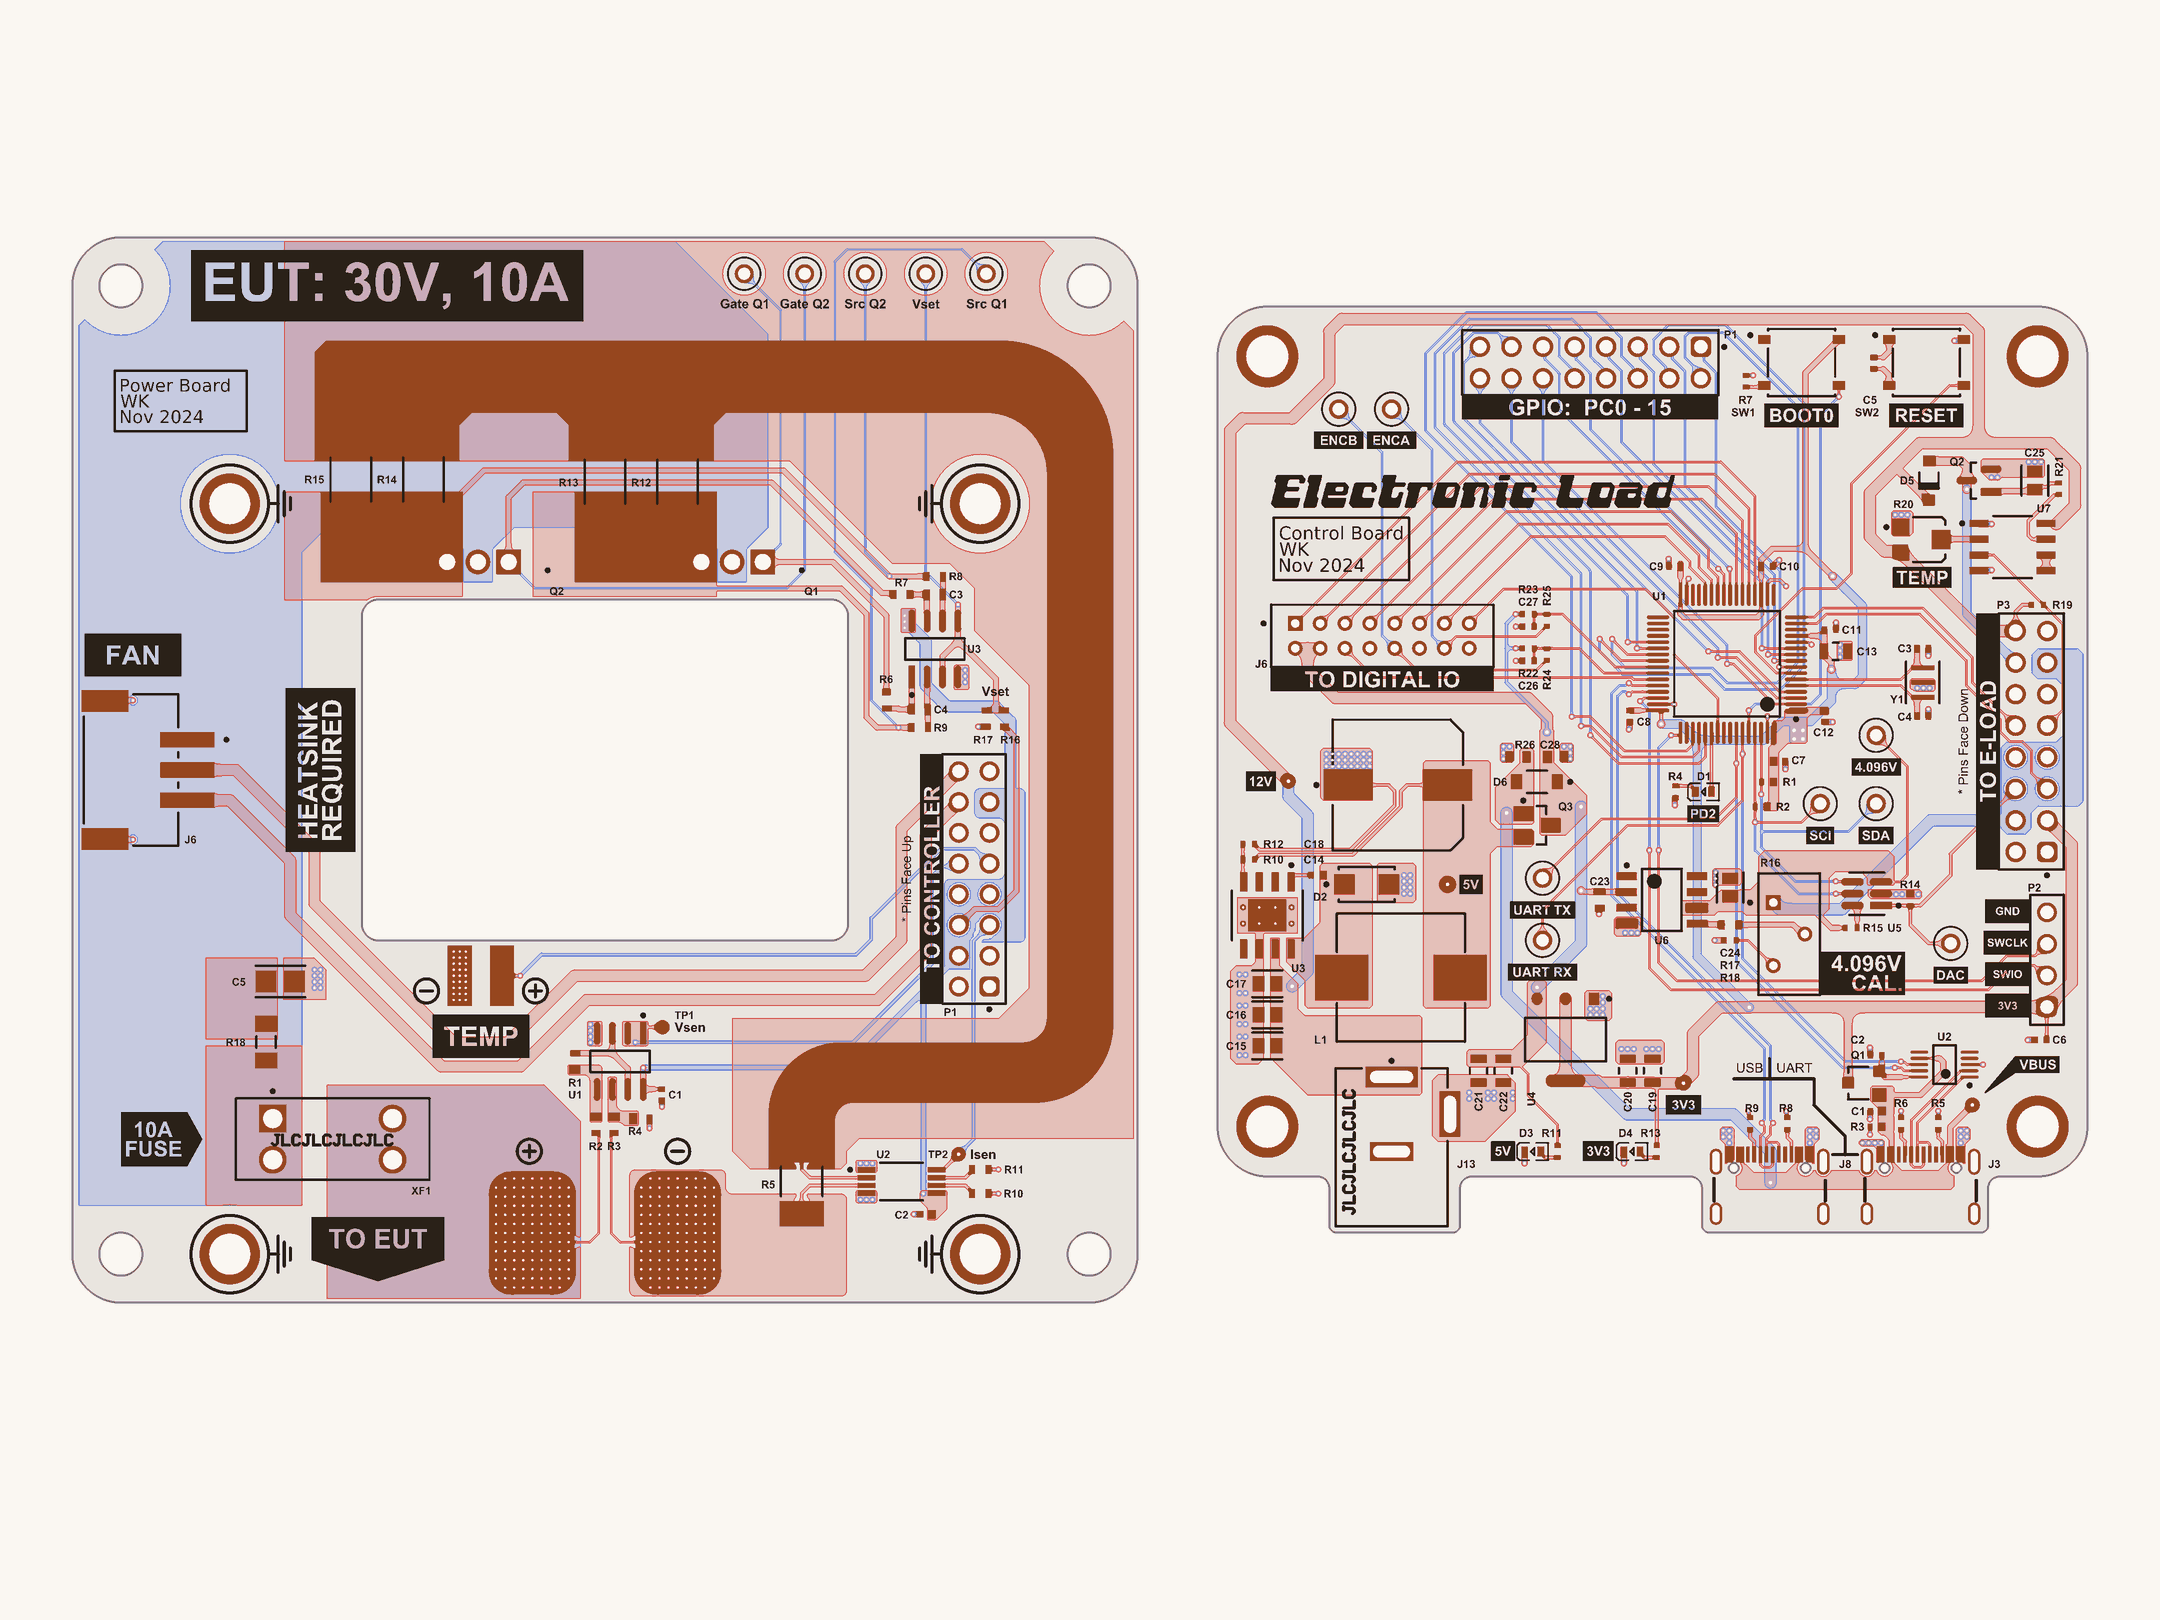 EUT: 30V, 10A
Gate Q1
Gate Q2
Src Q2
Vset
Src Q1
Power Board
WK
Nov 2024
R15
R14
R13
R12
Q2
Q1
R7
R8
C3
U3
R6
Vset
C4
R9
R17
R16
FAN
J6
HEATSINK
REQUIRED
* Pins Face Up
TO CONTROLLER
P1
C5
R18
TEMP
TP1
Vsen
R1
U1
C1
R4
R2
R3
10A
FUSE
JLCJLCJLCJLC
XF1
TO EUT
R5
U2
TP2
Isen
R11
R10
C2
P1
GPIO: PC0 - 15
R7
SW1
BOOT0
C5
SW2
RESET
ENCB
ENCA
Electronic Load
Control Board
WK
Nov 2024
Q2
C25
R21
D5
R20
U7
TEMP
C9
C10
U1
R23
C27
R25
R22
C26
R24
J6
TO DIGITAL IO
P3
R19
C11
C13
C3
Y1
C4
C8
C12
* Pins Face Down
TO E-LOAD
4.096V
SCI
SDA
12V
R26
C28
D6
Q3
R4
D1
PD2
C7
R1
R2
R12
R10
C18
C14
D2
5V
UART TX
UART RX
C23
U6
R16
R14
R15
U5
C24
R17
R18
4.096V
CAL.
DAC
P2
GND
SWCLK
SWIO
3V3
C6
U3
C17
C16
C15
L1
C21
C22
U4
C20
C19
3V3
USB
UART
C2
Q1
U2
VBUS
C1
R3
R6
R5
R9
R8
JLCJLCJLCJLC
J13
5V
D3
R11
3V3
D4
R13
J8
J3